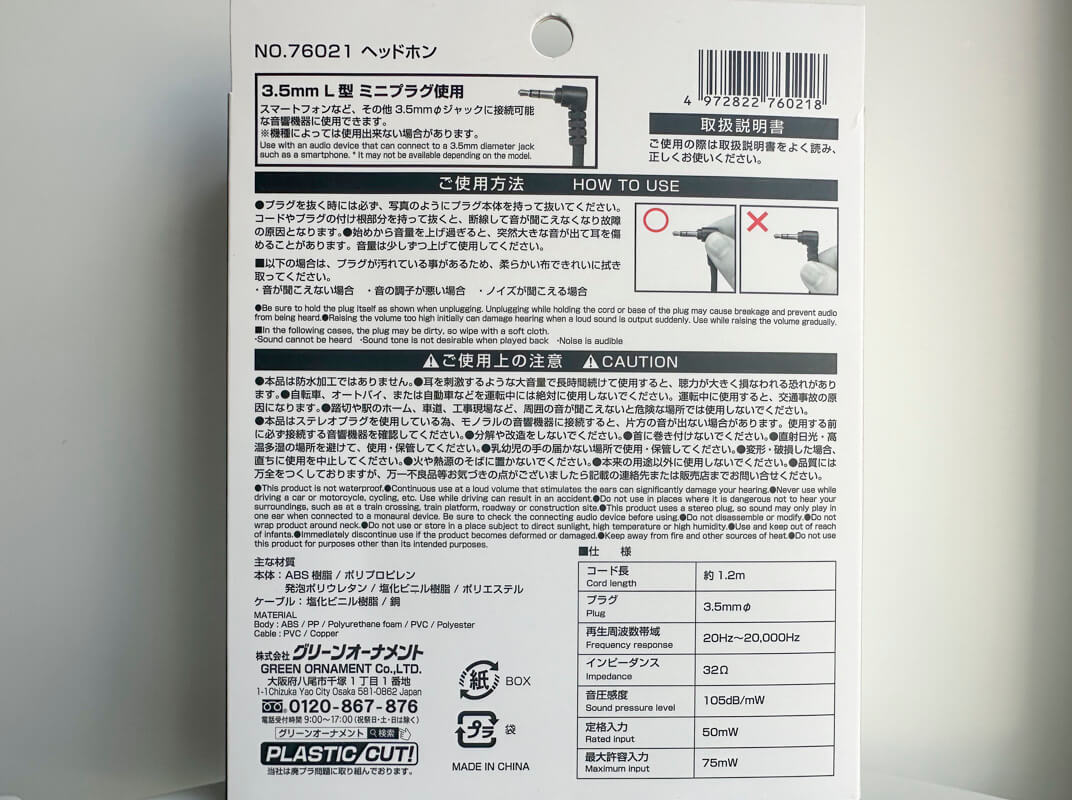 NO.76021 ヘッドホン
3.5mm L型 ミニプラグ使用
スマートフォンなど、その他 3.5mmφジャックに接続可能
な音響機器に使用できます。
※機種によっては使用出来ない場合があります。
Use with an audio device that can connect to a 3.5mm diameter jack
such as a smartphone. * It may not be available depending on the model.
4 972822 760218
取扱説明書
ご使用の際は取扱説明書をよく読み、
正しくお使いください。
ご使用方法 HOW TO USE
●プラグを抜く時には必ず、写真のようにプラグ本体を持って抜いてください。
コードやプラグの付け根部分を持って抜くと、断線して音が聞こえなくなり故障
の原因となります。●始めから音量を上げ過ぎると、突然大きな音が出て耳を傷
めることがあります。音量は少しずつ上げて使用してください。
■以下の場合は、プラグが汚れている事があるため、柔らかい布できれいに拭き
取ってください。
・音が聞こえない場合 ・音の調子が悪い場合 ・ノイズが聞こえる場合
●Be sure to hold the plug itself as shown when unplugging. Unplugging while holding the cord or base of the plug may cause breakage and prevent audio
from being heard.●Raising the volume too high initially can damage hearing when a loud sound is output suddenly. Use while raising the volume gradually.
■In the following cases, the plug may be dirty, so wipe with a soft cloth.
・Sound cannot be heard ・Sound tone is not desirable when played back ・Noise is audible
⚠ご使用上の注意 ⚠CAUTION
●本品は防水加工ではありません。●耳を刺激するような大音量で長時間続けて使用すると、聴力が大きく損なわれる恐れがあり
ます。●自転車、オートバイ、または自動車などを運転中には絶対に使用しないでください。運転中に使用すると、交通事故の原
因になります。●踏切や駅のホーム、車道、工事現場など、周囲の音が聞こえないと危険な場所では使用しないでください。
●本品はステレオプラグを使用している為、モノラルの音響機器に接続すると、片方の音が出ない場合があります。使用する前
に必ず接続する音響機器を確認してください。●分解や改造をしないでください。●首に巻き付けないでください。●直射日光・高
温多湿の場所を避けて、使用・保管してください。●乳幼児の手の届かない場所で使用・保管してください。●変形・破損した場合、
直ちに使用を中止してください。●火や熱源のそばに置かないでください。●本来の用途以外に使用しないでください。●品質には
万全をつくしておりますが、万一不良品等お気づきの点がございましたら記載の連絡先または販売店までお問い合せください。
●This product is not waterproof.●Continuous use at a loud volume that stimulates the ears can significantly damage your hearing.●Never use while
driving a car or motorcycle, cycling, etc. Use while driving can result in an accident.●Do not use in places where it is dangerous not to hear your
surroundings, such as at a train crossing, train platform, roadway or construction site.●This product uses a stereo plug, so sound may only play in
one ear when connected to a monaural device. Be sure to check the connecting audio device before using.●Do not disassemble or modify.●Do not
wrap product around neck.●Do not use or store in a place subject to direct sunlight, high temperature or high humidity.●Use and keep out of reach
of infants.●Immediately discontinue use if the product becomes deformed or damaged.●Keep away from fire and other sources of heat.●Do not use
this product for purposes other than its intended purposes.
主な材質
本体：ABS 樹脂 / ポリプロピレン
発泡ポリウレタン / 塩化ビニル樹脂 / ポリエステル
ケーブル：塩化ビニル樹脂 / 銅
MATERIAL
Body : ABS / PP / Polyurethane foam / PVC / Polyester
Cable : PVC / Copper
株式会社 グリーンオーナメント
GREEN ORNAMENT Co.,LTD.
大阪府八尾市千塚 1 丁目 1 番地
1-1Chizuka Yao City Osaka 581-0862 Japan
0120-867-876
電話受付時間 9:00〜17:00 (祝祭日・土・日は除く)
グリーンオーナメント 検索
PLASTIC CUT!
当社は廃プラ問題に取り組んでおります。
紙 BOX
プラ 袋
MADE IN CHINA
■仕 様
コード長 約 1.2m
Cord length
プラグ 3.5mmφ
Plug
再生周波数帯域 20Hz〜20,000Hz
Frequency response
インピーダンス 32Ω
Impedance
音圧感度 105dB/mW
Sound pressure level
定格入力 50mW
Rated input
最大許容入力 75mW
Maximum input